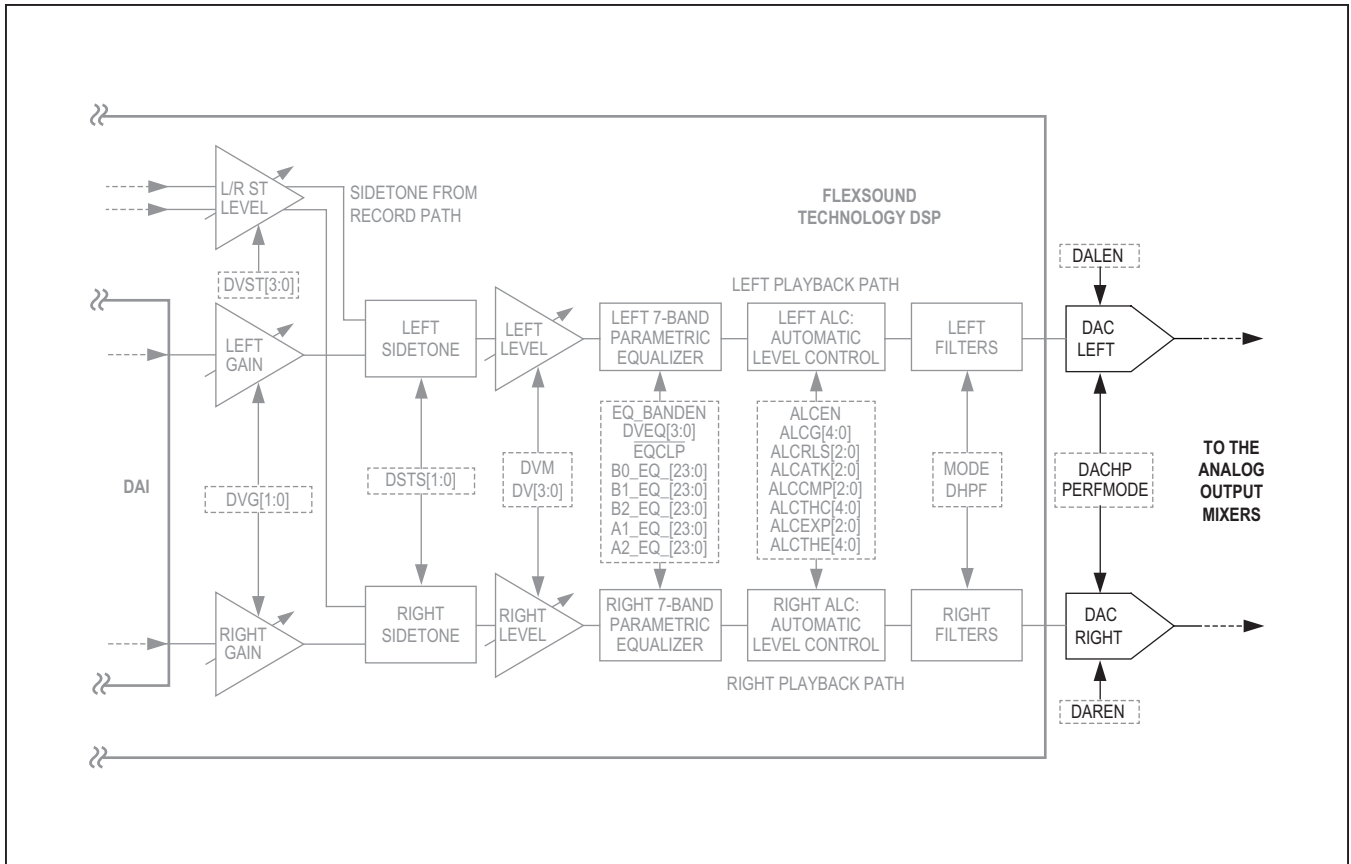 L/R ST
LEVEL
SIDETONE FROM
RECORD PATH
FLEXSOUND
TECHNOLOGY DSP
DVST[3:0]
DALEN
LEFT PLAYBACK PATH
LEFT
GAIN
LEFT
SIDETONE
LEFT
LEVEL
LEFT 7-BAND
PARAMETRIC
EQUALIZER
LEFT ALC:
AUTOMATIC
LEVEL CONTROL
LEFT
FILTERS
DAC
LEFT
DAI
DVG[1:0]
DSTS[1:0]
DVM
DV[3:0]
EQ_BANDEN
DVEQ[3:0]
EQCLP
B0_EQ_[23:0]
B1_EQ_[23:0]
B2_EQ_[23:0]
A1_EQ_[23:0]
A2_EQ_[23:0]
ALCEN
ALCG[4:0]
ALCRLS[2:0]
ALCATK[2:0]
ALCCMP[2:0]
ALCTHC[4:0]
ALCEXP[2:0]
ALCTHE[4:0]
MODE
DHPF
DACHP
PERFMODE
TO THE
ANALOG
OUTPUT
MIXERS
RIGHT
GAIN
RIGHT
SIDETONE
RIGHT
LEVEL
RIGHT 7-BAND
PARAMETRIC
EQUALIZER
RIGHT ALC:
AUTOMATIC
LEVEL CONTROL
RIGHT
FILTERS
DAC
RIGHT
RIGHT PLAYBACK PATH
DAREN